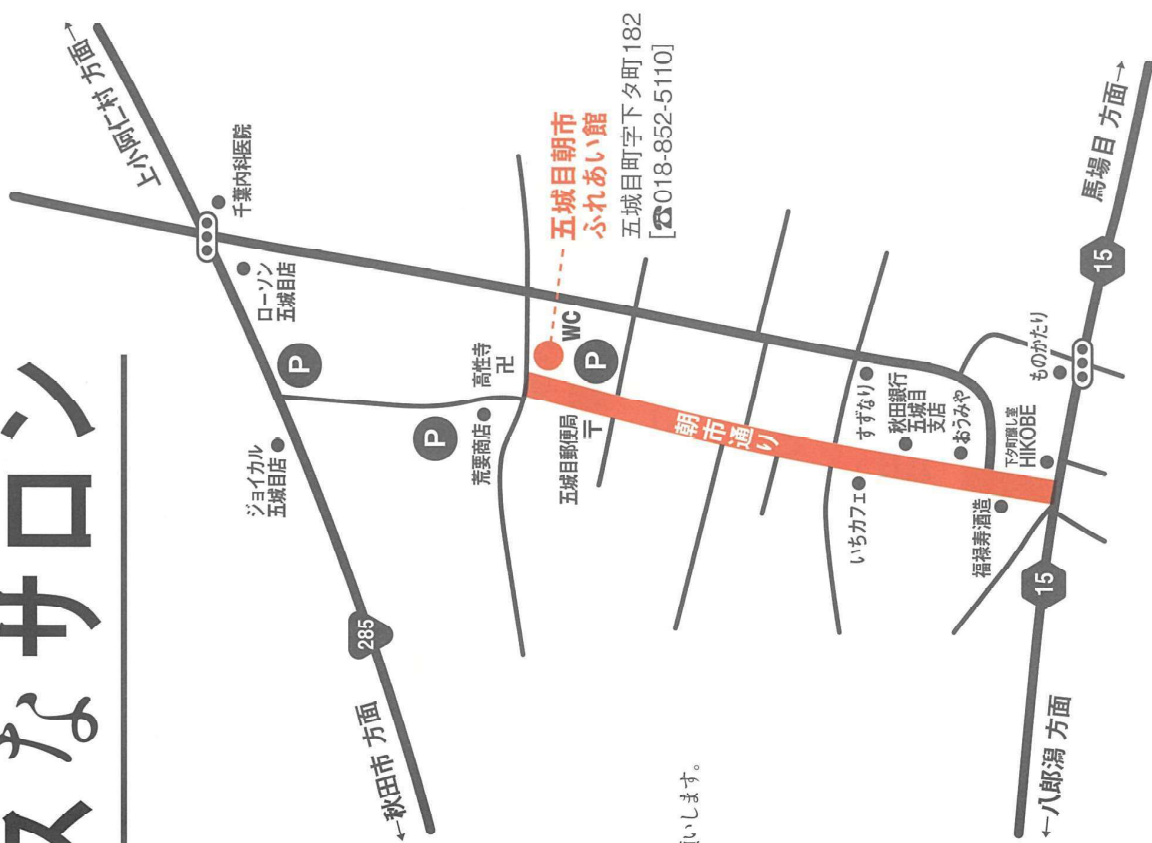 スなサロン
上小阿仁村 方面→
千葉内科医院
ローソン
五城目店
P
ジョイカル
五城目店
285
←秋田市 方面
P
荒要商店
高性寺
卍
五城目朝市
ふれあい館
五城目町字下タ町182
[☎018-852-5110]
WC
P
五城目郵便局
〒
朝市通り
すずなり
秋田銀行
五城目
支店
おうみや
いちカフェ
福禄寿酒造
下タ町醸し室
HIKOBE
ものかたり
15
馬場目 方面→
15
←八郎潟 方面
いします。